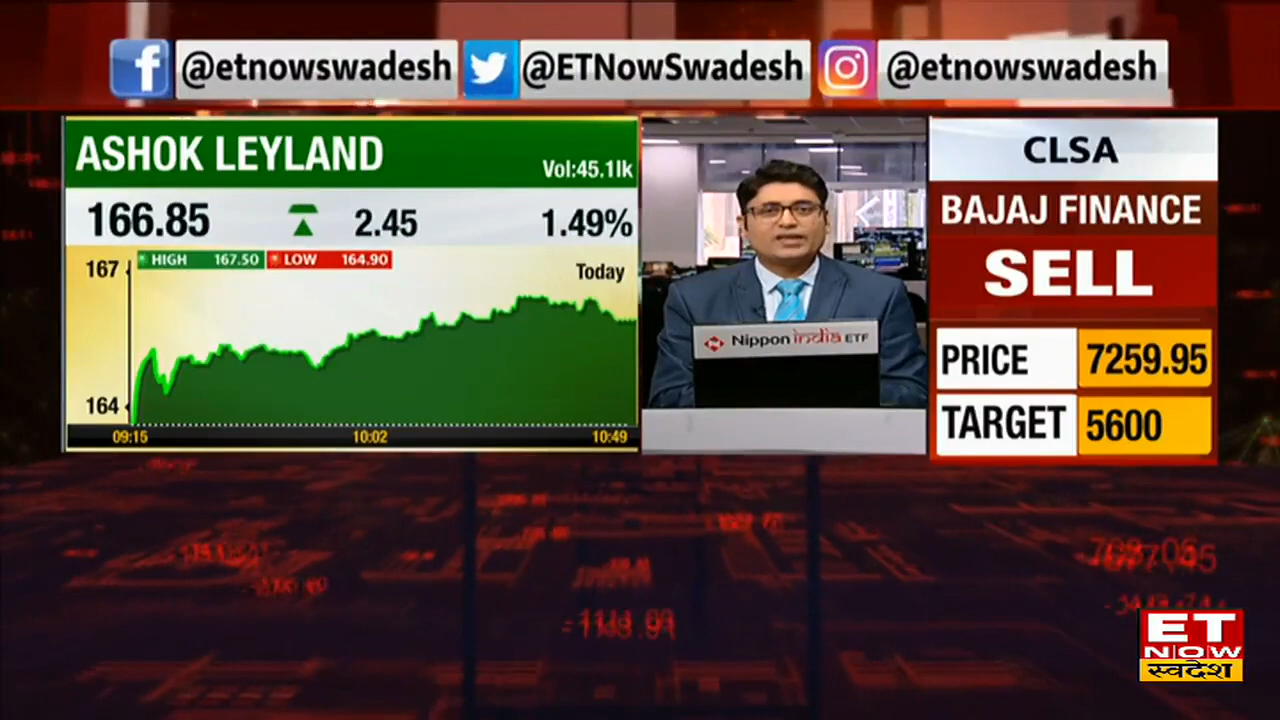 @etnowswadesh @ETNowSwadesh @etnowswadesh
ASHOK LEYLAND
Vol:45.1lk
166.85 2.45 1.49%
HIGH 167.50 LOW 164.90
Today
167
164
09:15 10:02 10:49
Nippon india ETF
CLSA
BAJAJ FINANCE
SELL
PRICE 7259.95
TARGET 5600
ET
NOW
स्वदेश